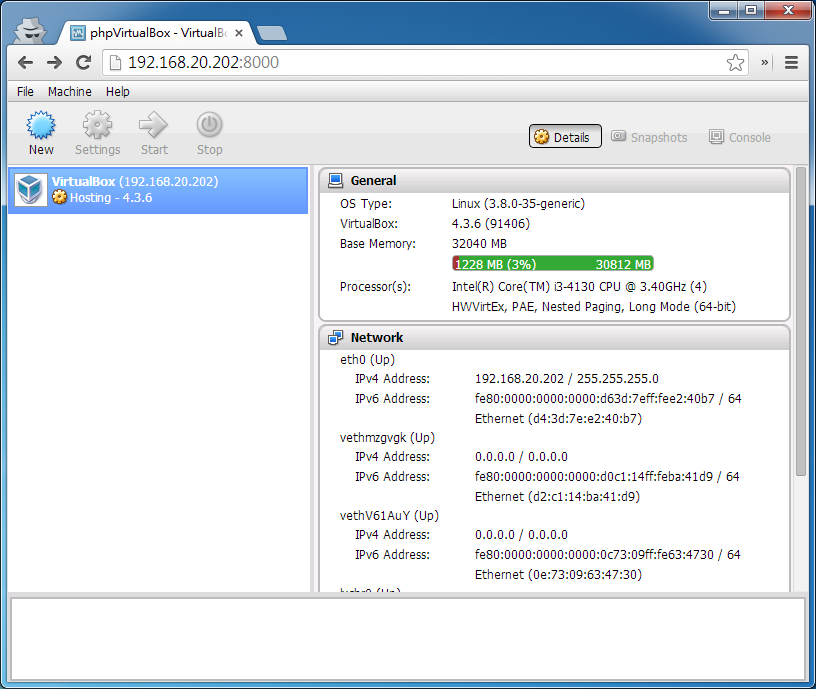 phpVirtualBox - VirtualB
192.168.20.202:8000
File Machine Help
New Settings Start Stop
Details Snapshots Console
VirtualBox (192.168.20.202)
Hosting - 4.3.6
General
OS Type: Linux (3.8.0-35-generic)
VirtualBox: 4.3.6 (91406)
Base Memory: 32040 MB
1228 MB (3%) 30812 MB
Processor(s): Intel(R) Core(TM) i3-4130 CPU @ 3.40GHz (4)
HWVirtEx, PAE, Nested Paging, Long Mode (64-bit)
Network
eth0 (Up)
IPv4 Address: 192.168.20.202 / 255.255.255.0
IPv6 Address: fe80:0000:0000:0000:d63d:7eff:fee2:40b7 / 64
Ethernet (d4:3d:7e:e2:40:b7)
vethmzgvgk (Up)
IPv4 Address: 0.0.0.0 / 0.0.0.0
IPv6 Address: fe80:0000:0000:0000:d0c1:14ff:feba:41d9 / 64
Ethernet (d2:c1:14:ba:41:d9)
vethV61AuY (Up)
IPv4 Address: 0.0.0.0 / 0.0.0.0
IPv6 Address: fe80:0000:0000:0000:0c73:09ff:fe63:4730 / 64
Ethernet (0e:73:09:63:47:30)